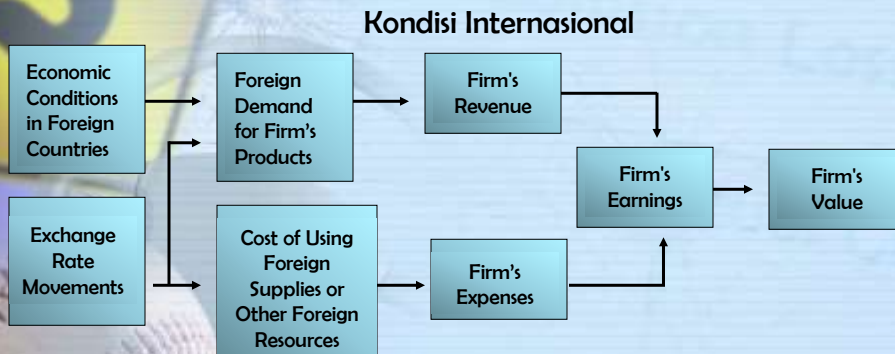 Kondisi Internasional
Economic
Conditions
in Foreign
Countries
Foreign
Demand
for Firm's
Products
Firm's
Revenue
Firm's
Earnings
Firm's
Value
Exchange
Rate
Movements
Cost of Using
Foreign
Supplies or
Other Foreign
Resources
Firm's
Expenses